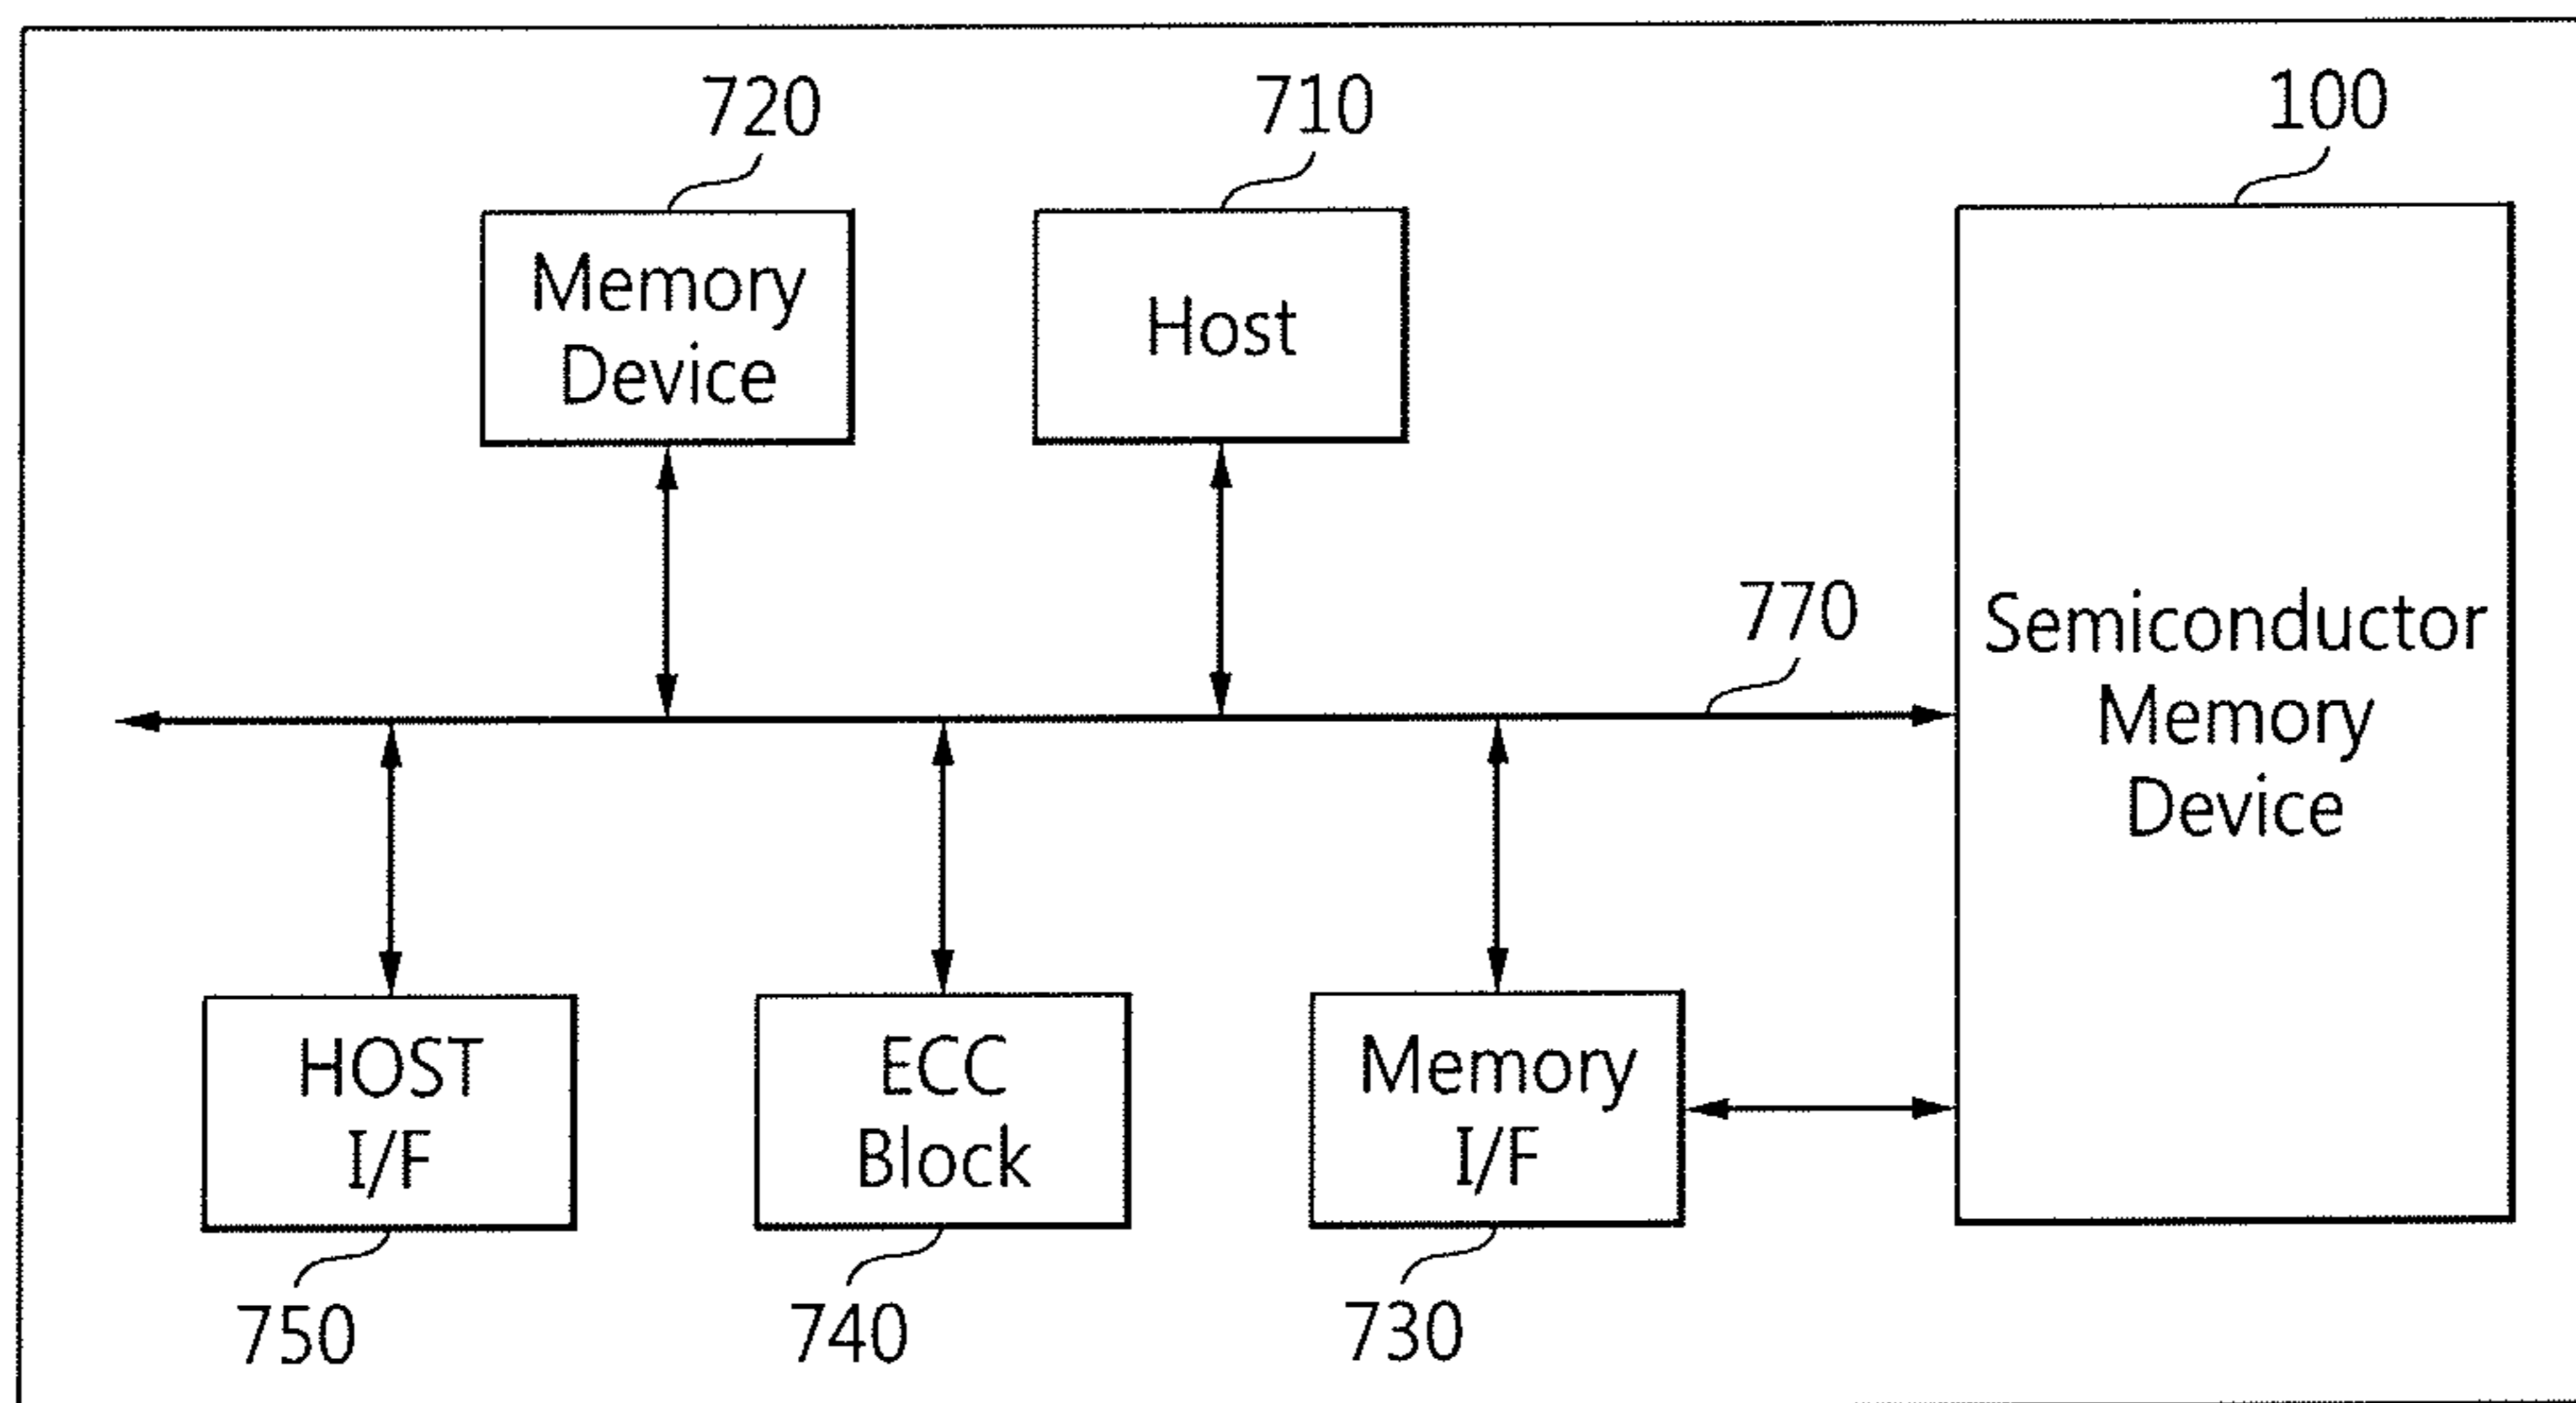 720
710
100
Memory
Device
Host
770
Semiconductor
Memory
Device
HOST
I/F
ECC
Block
Memory
I/F
750
740
730